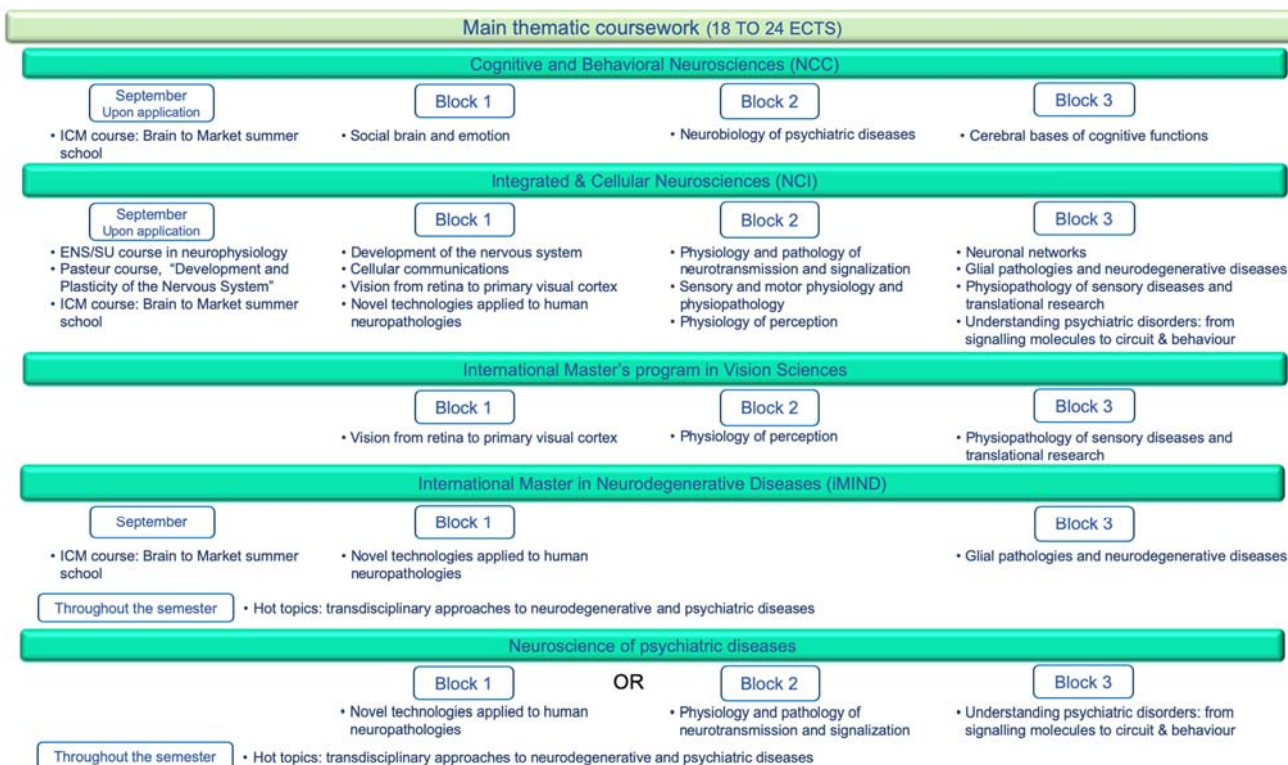 Main thematic coursework (18 TO 24 ECTS)
Cognitive and Behavioral Neurosciences (NCC)
September
Upon application
• ICM course: Brain to Market summer
school
Block 1
• Social brain and emotion
Block 2
• Neurobiology of psychiatric diseases
Block 3
• Cerebral bases of cognitive functions
Integrated & Cellular Neurosciences (NCI)
September
Upon application
• ENS/SU course in neurophysiology
• Pasteur course, “Development and
Plasticity of the Nervous System”
• ICM course: Brain to Market summer
school
Block 1
• Development of the nervous system
• Cellular communications
• Vision from retina to primary visual cortex
• Novel technologies applied to human
neuropathologies
Block 2
• Physiology and pathology of
neurotransmission and signalization
• Sensory and motor physiology and
physiopathology
• Physiology of perception
Block 3
• Neuronal networks
• Glial pathologies and neurodegenerative diseases
• Physiopathology of sensory diseases and
translational research
• Understanding psychiatric disorders: from
signalling molecules to circuit & behaviour
International Master's program in Vision Sciences
Block 1
• Vision from retina to primary visual cortex
Block 2
• Physiology of perception
Block 3
• Physiopathology of sensory diseases and
translational research
International Master in Neurodegenerative Diseases (iMIND)
September
• ICM course: Brain to Market summer
school
Block 1
• Novel technologies applied to human
neuropathologies
Block 3
• Glial pathologies and neurodegenerative diseases
Throughout the semester
• Hot topics: transdisciplinary approaches to neurodegenerative and psychiatric diseases
Neuroscience of psychiatric diseases
Block 1
• Novel technologies applied to human
neuropathologies
OR
Block 2
• Physiology and pathology of
neurotransmission and signalization
Block 3
• Understanding psychiatric disorders: from
signalling molecules to circuit & behaviour
Throughout the semester
• Hot topics: transdisciplinary approaches to neurodegenerative and psychiatric diseases